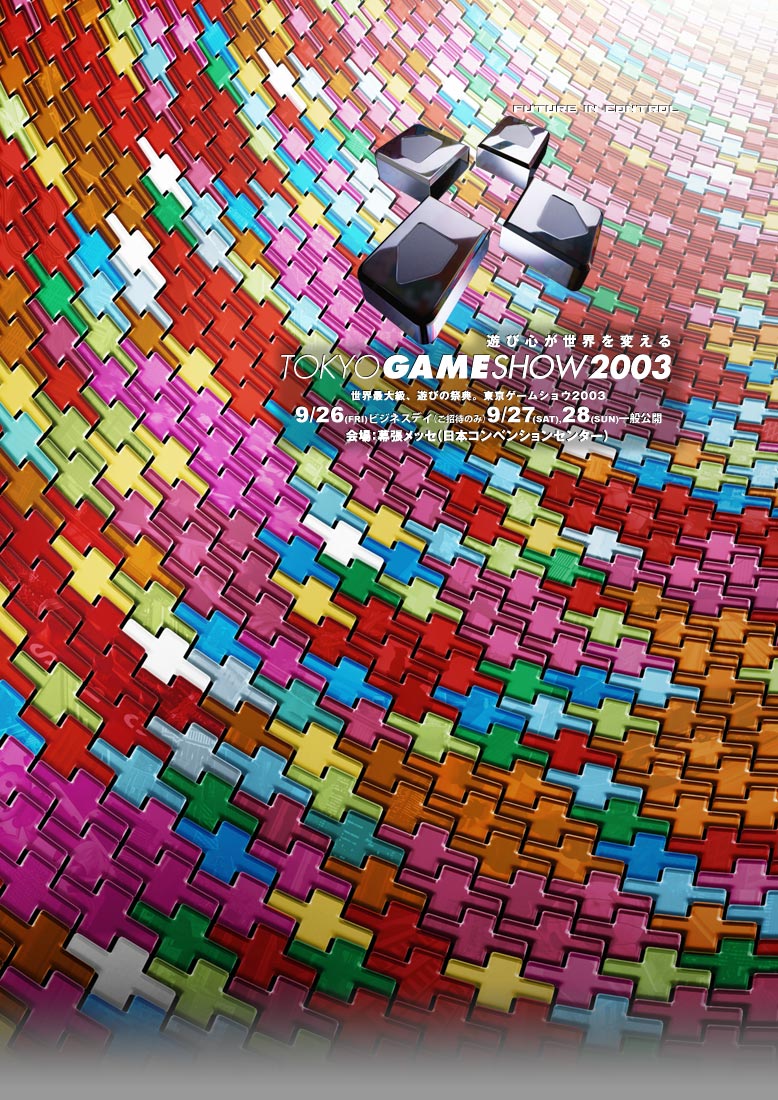 FUTURE IN CONTROL
遊び心が世界を変える
TOKYO GAMESHOW 2003
世界最大級、遊びの祭典。東京ゲームショウ2003
9/26(FRI)ビジネスデイ(ご招待のみ)9/27(SAT),28(SUN)一般公開
会場:幕張メッセ(日本コンベンションセンター)